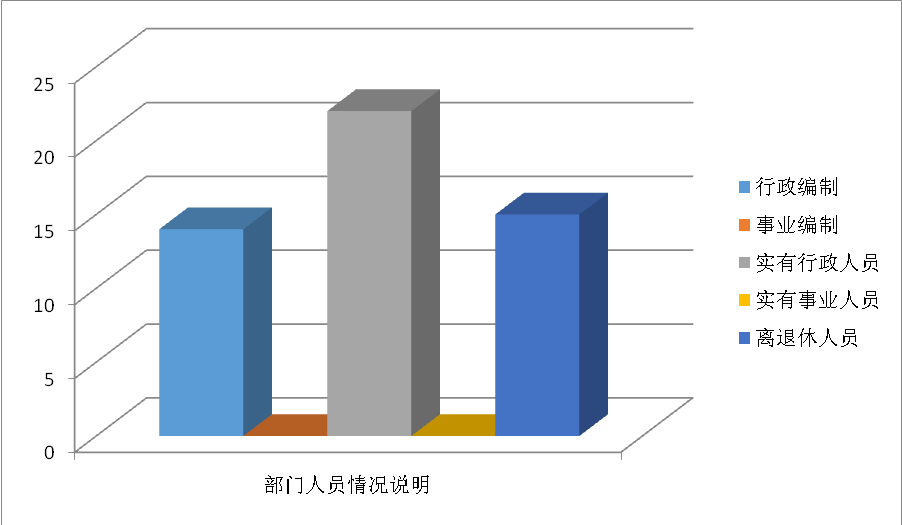 25
20
15
10
5
0
部门人员情况说明
行政编制
事业编制
实有行政人员
实有事业人员
离退休人员